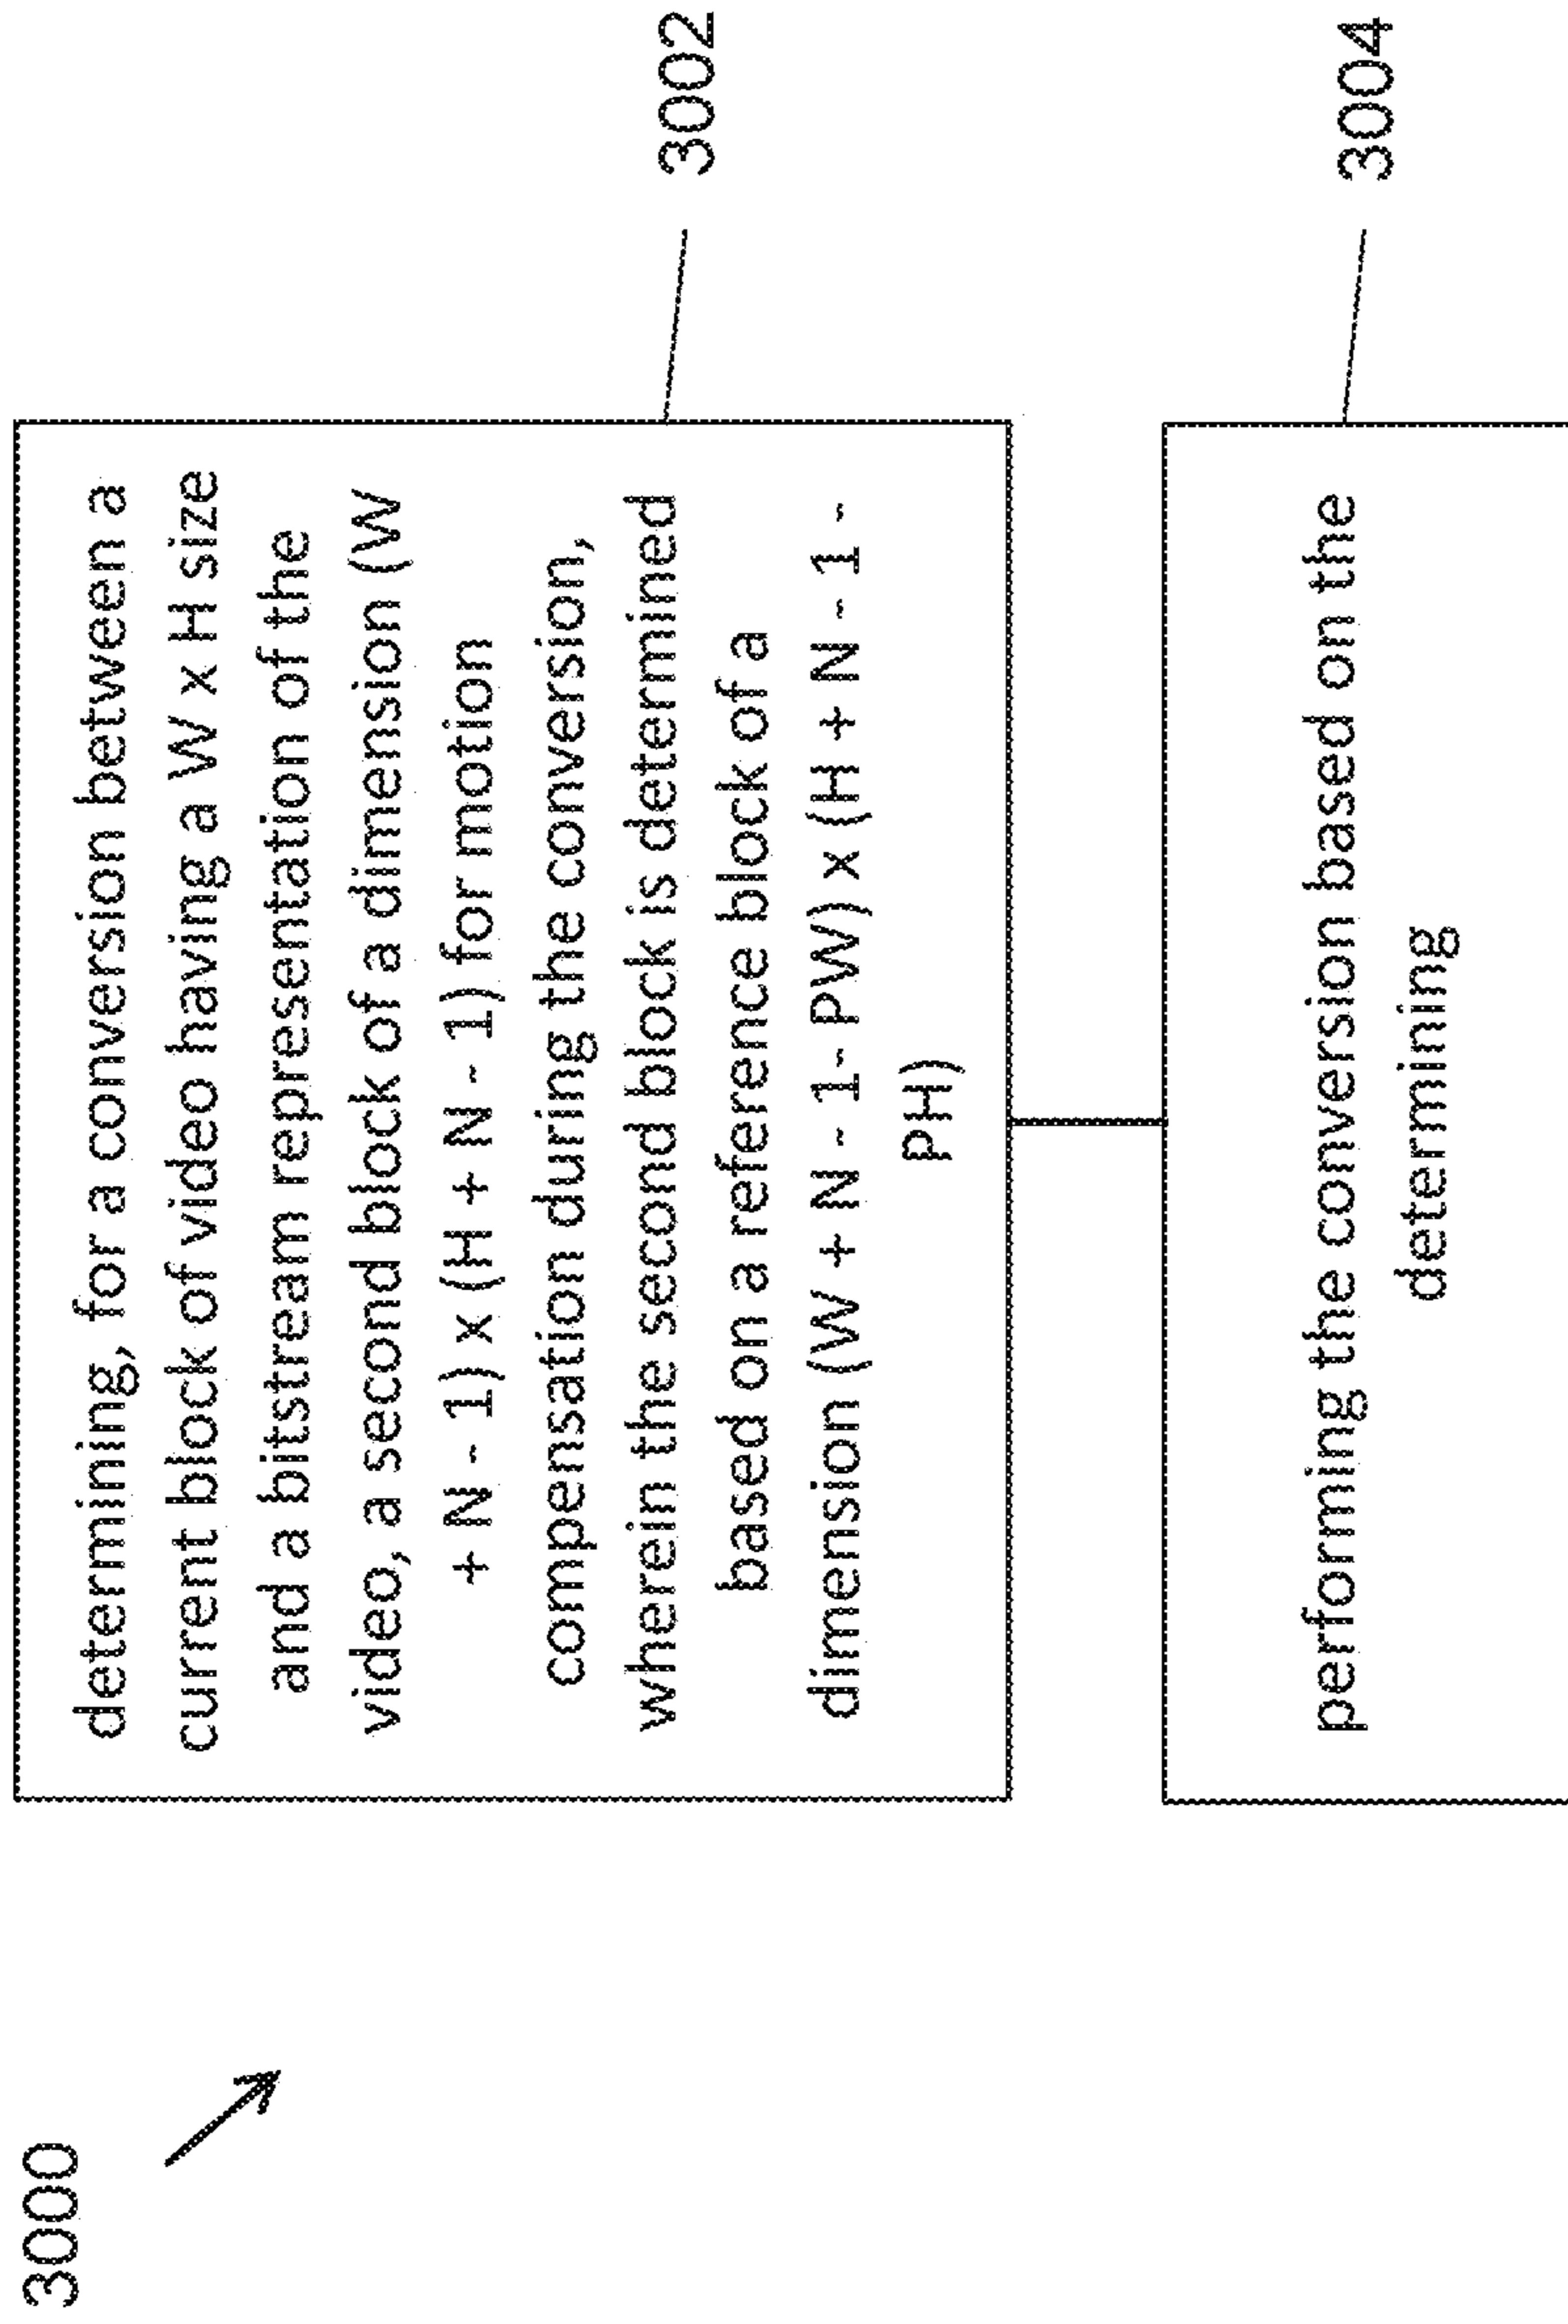 3000
determining, for a conversion between a
current block of video having a W x H size
and a bitstream representation of the
video, a second block of a dimension (W
+ N - 1) x (H + N - 1) for motion
compensation during the conversion,
wherein the second block is determined
based on a reference block of a
dimension (W + N - 1- PW) x (H + N - 1 -
PH)
3002
performing the conversion based on the
determining
3004